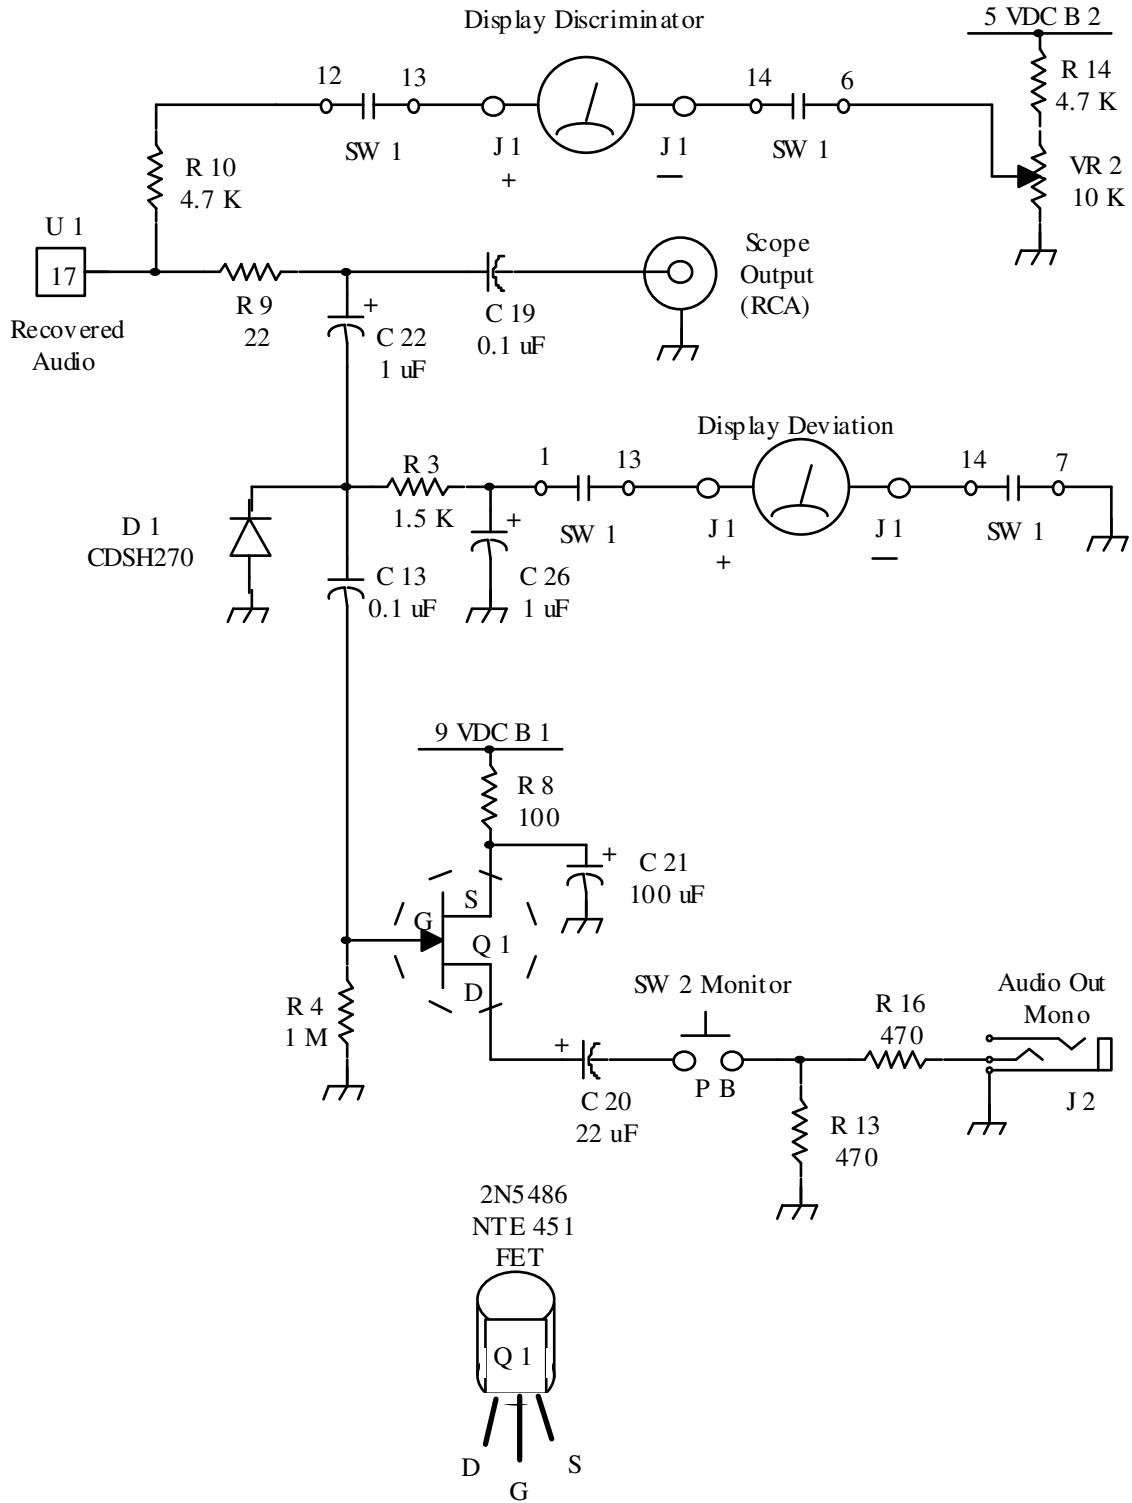 Display Discriminator
5 VDC B 2
12
13
14
6
R 14
4.7 K
SW 1
J 1
+
J 1
—
SW 1
R 10
4.7 K
VR 2
10 K
U 1
17
Recovered
Audio
R 9
22
+
C 22
1 uF
C 19
0.1 uF
Scope
Output
(RCA)
Display Deviation
R 3
1.5 K
1
13
14
7
SW 1
J 1
+
J 1
—
SW 1
D 1
CDSH270
C 13
0.1 uF
+
C 26
1 uF
9 VDC B 1
R 8
100
+
C 21
100 uF
S
G
Q 1
D
R 4
1 M
SW 2 Monitor
P B
+
C 20
22 uF
R 16
470
R 13
470
Audio Out
Mono
J 2
2N5486
NTE 451
FET
Q 1
D
G
S